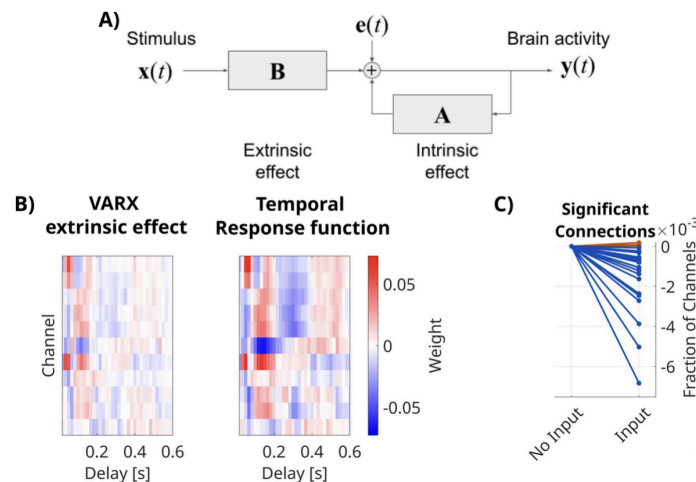 A)
Stimulus
x(t)
B
e(t)
+
Brain activity
y(t)
A
Extrinsic
effect
Intrinsic
effect
B)
VARX
extrinsic effect
Channel
0.2 0.4 0.6
Delay [s]
Temporal
Response function
0.2 0.4 0.6
Delay [s]
0.05
0
-0.05
Weight
C)
Significant
Connections
×10⁻³
0
-2
-4
-6
Fraction of Channels
No Input
Input